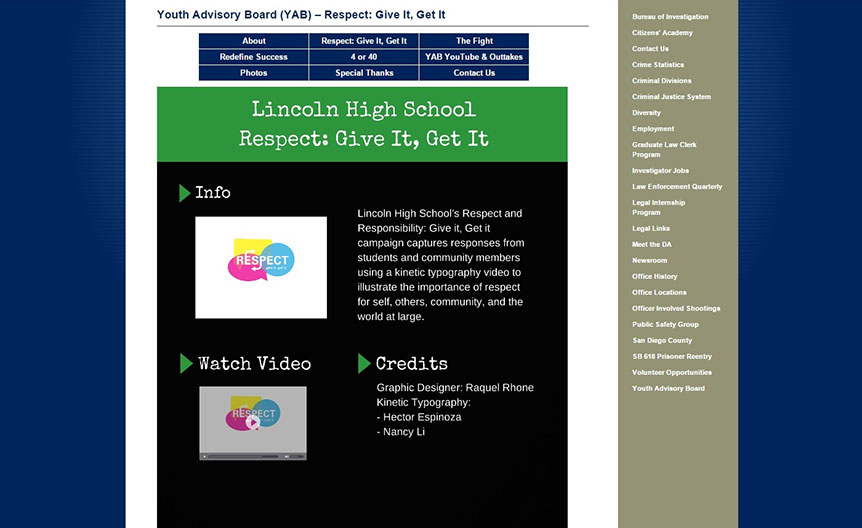 Youth Advisory Board (YAB) – Respect: Give It, Get It
About Respect: Give It, Get It The Fight
Redefine Success 4 or 40 YAB YouTube & Outtakes
Photos Special Thanks Contact Us
Lincoln High School
Respect: Give It, Get It
Info
RESPECT
give it. get it.
Lincoln High School's Respect and
Responsibility: Give it, Get it
campaign captures responses from
students and community members
using a kinetic typography video to
illustrate the importance of respect
for self, others, community, and the
world at large.
Watch Video
RESPECT
Credits
Graphic Designer: Raquel Rhone
Kinetic Typography:
- Hector Espinoza
- Nancy Li
Bureau of Investigation
Citizens' Academy
Contact Us
Crime Statistics
Criminal Divisions
Criminal Justice System
Diversity
Employment
Graduate Law Clerk
Program
Investigator Jobs
Law Enforcement Quarterly
Legal Internship
Program
Legal Links
Meet the DA
Newsroom
Office History
Office Locations
Officer Involved Shootings
Public Safety Group
San Diego County
SB 618 Prisoner Reentry
Volunteer Opportunities
Youth Advisory Board